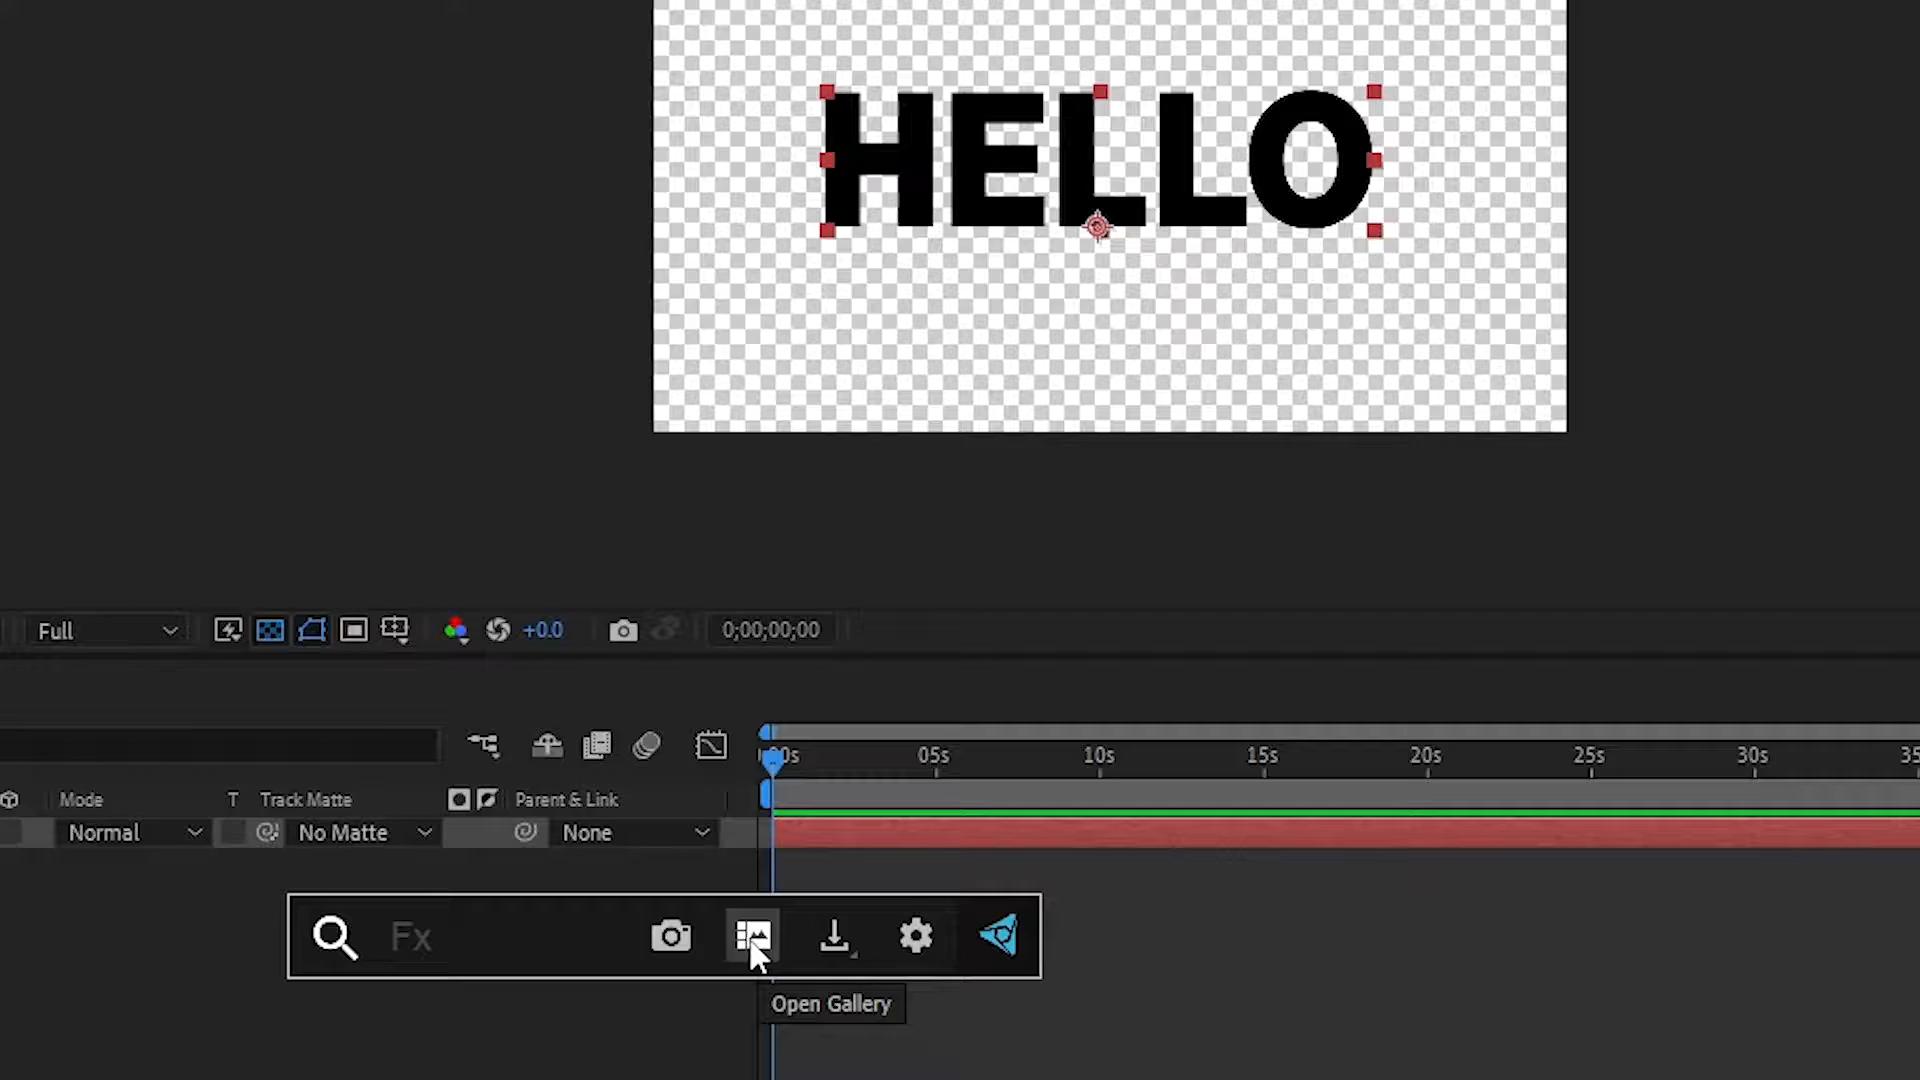 HELLO
Full
+0.0
0;00;00;00
00s 05s 10s 15s 20s 25s 30s 35
Mode T Track Matte Parent & Link
Normal No Matte None
Fx
Open Gallery